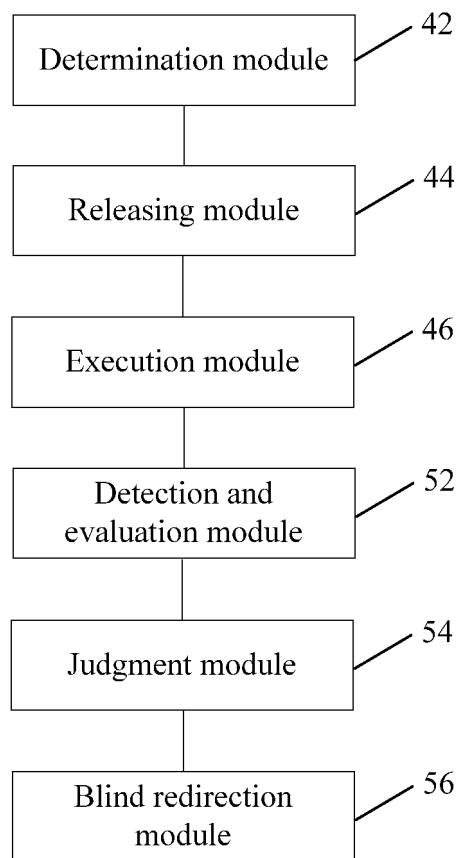 Determination module
42
Releasing module
44
Execution module
46
Detection and
evaluation module
52
Judgment module
54
Blind redirection
module
56